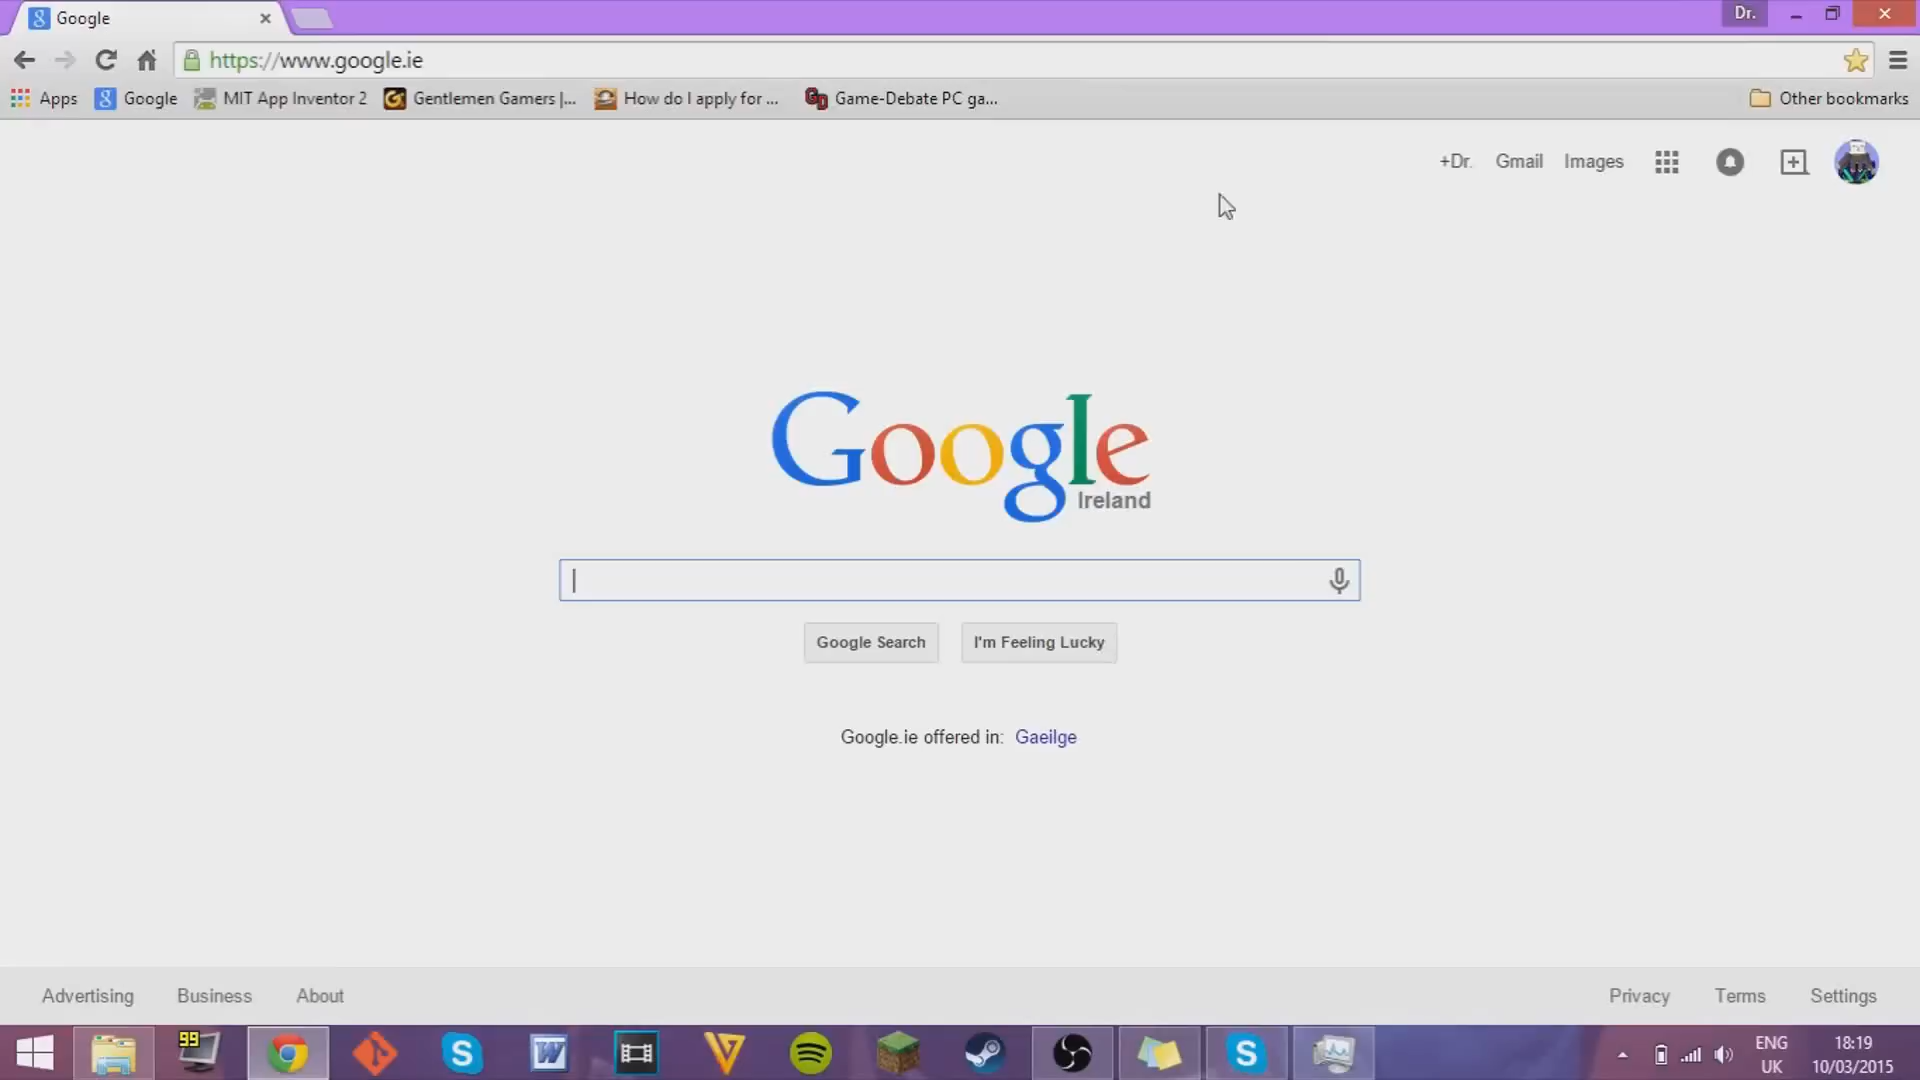 Google
Dr.
https://www.google.ie
Apps Google MIT App Inventor 2 Gentlemen Gamers |... How do I apply for ... Game-Debate PC ga... Other bookmarks
+Dr. Gmail Images
Google
Ireland
Google Search I'm Feeling Lucky
Google.ie offered in: Gaeilge
Advertising Business About Privacy Terms Settings
99
ENG 18:19
UK 10/03/2015